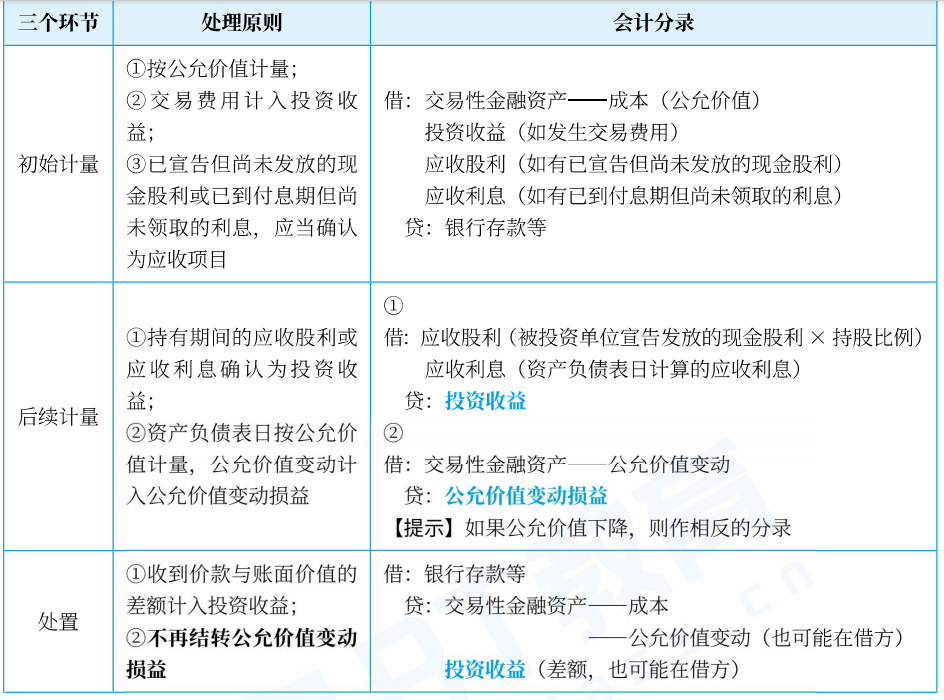 三个环节
处理原则
会计分录
初始计量
①按公允价值计量；
②交易费用计入投资收
益；
③已宣告但尚未发放的现
金股利或已到付息期但尚
未领取的利息，应当确认
为应收项目
借：交易性金融资产——成本（公允价值）
投资收益（如发生交易费用）
应收股利（如有已宣告但尚未发放的现金股利）
应收利息（如有已到付息期但尚未领取的利息）
贷：银行存款等
后续计量
①持有期间的应收股利或
应收利息确认为投资收
益；
②资产负债表日按公允价
值计量，公允价值变动计
入公允价值变动损益
①
借：应收股利（被投资单位宣告发放的现金股利 × 持股比例）
应收利息（资产负债表日计算的应收利息）
贷：投资收益
②
借：交易性金融资产——公允价值变动
贷：公允价值变动损益
【提示】如果公允价值下降，则作相反的分录
处置
①收到价款与账面价值的
差额计入投资收益；
②不再结转公允价值变动
损益
借：银行存款等
贷：交易性金融资产——成本
——公允价值变动（也可能在借方）
投资收益（差额，也可能在借方）